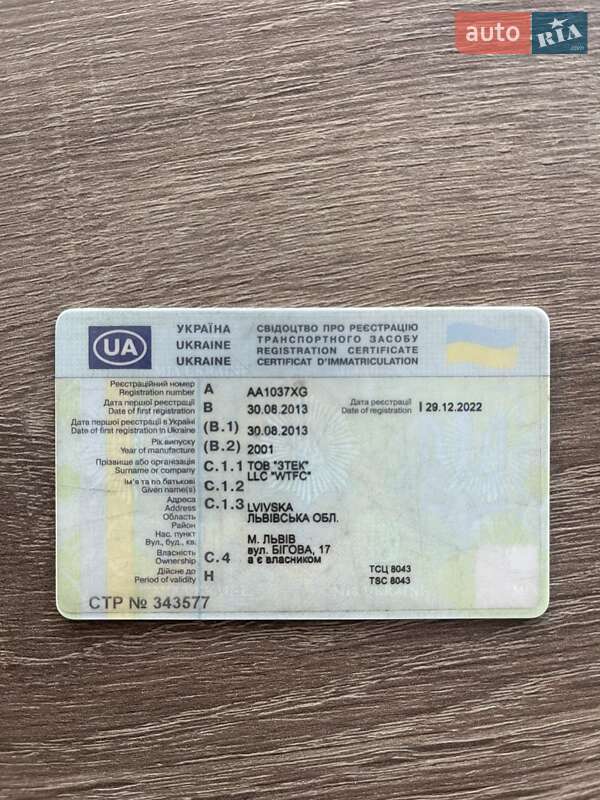 auto RIA .com
УКРАЇНА СВІДОЦТВО ПРО РЕЄСТРАЦІЮ
UA UKRAINE ТРАНСПОРТНОГО ЗАСОБУ
UKRAINE REGISTRATION CERTIFICATE
CERTIFICAT D'IMMATRICULATION
Реєстраційний номер
Registration number A AA1037XG
Дата першої реєстрації
Date of first registration B 30.08.2013
Дата реєстрації
Date of registration I 29.12.2022
Дата першої реєстрації в Україні
Date of first registration in Ukraine (B.1) 30.08.2013
Рік випуску
Year of manufacture (B.2) 2001
Прізвище або організація
Surname or company C.1.1 ТОВ "ЗТЕК"
LLC "WTFC"
Ім'я та по батькові
Given name(s) C.1.2
Адреса
Address C.1.3 LVIVSKA
Область ЛЬВІВСЬКА ОБЛ.
Район
Нас. пункт М. ЛЬВІВ
Вул., буд., кв. вул. БІГОВА, 17
Власність
Ownership C.4 а є власником
Дійсне до
Period of validity H
ТСЦ 8043
TSC 8043
СТР № 343577